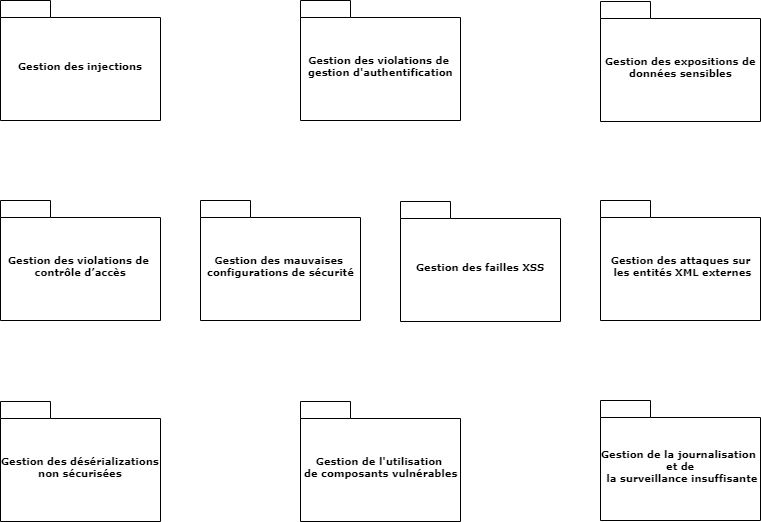 Gestion des injections
Gestion des violations de
gestion d'authentification
Gestion des expositions de
données sensibles
Gestion des violations de
contrôle d’accès
Gestion des mauvaises
configurations de sécurité
Gestion des failles XSS
Gestion des attaques sur
les entités XML externes
Gestion des désérializations
non sécurisées
Gestion de l'utilisation
de composants vulnérables
Gestion de la journalisation
et de
la surveillance insuffisante